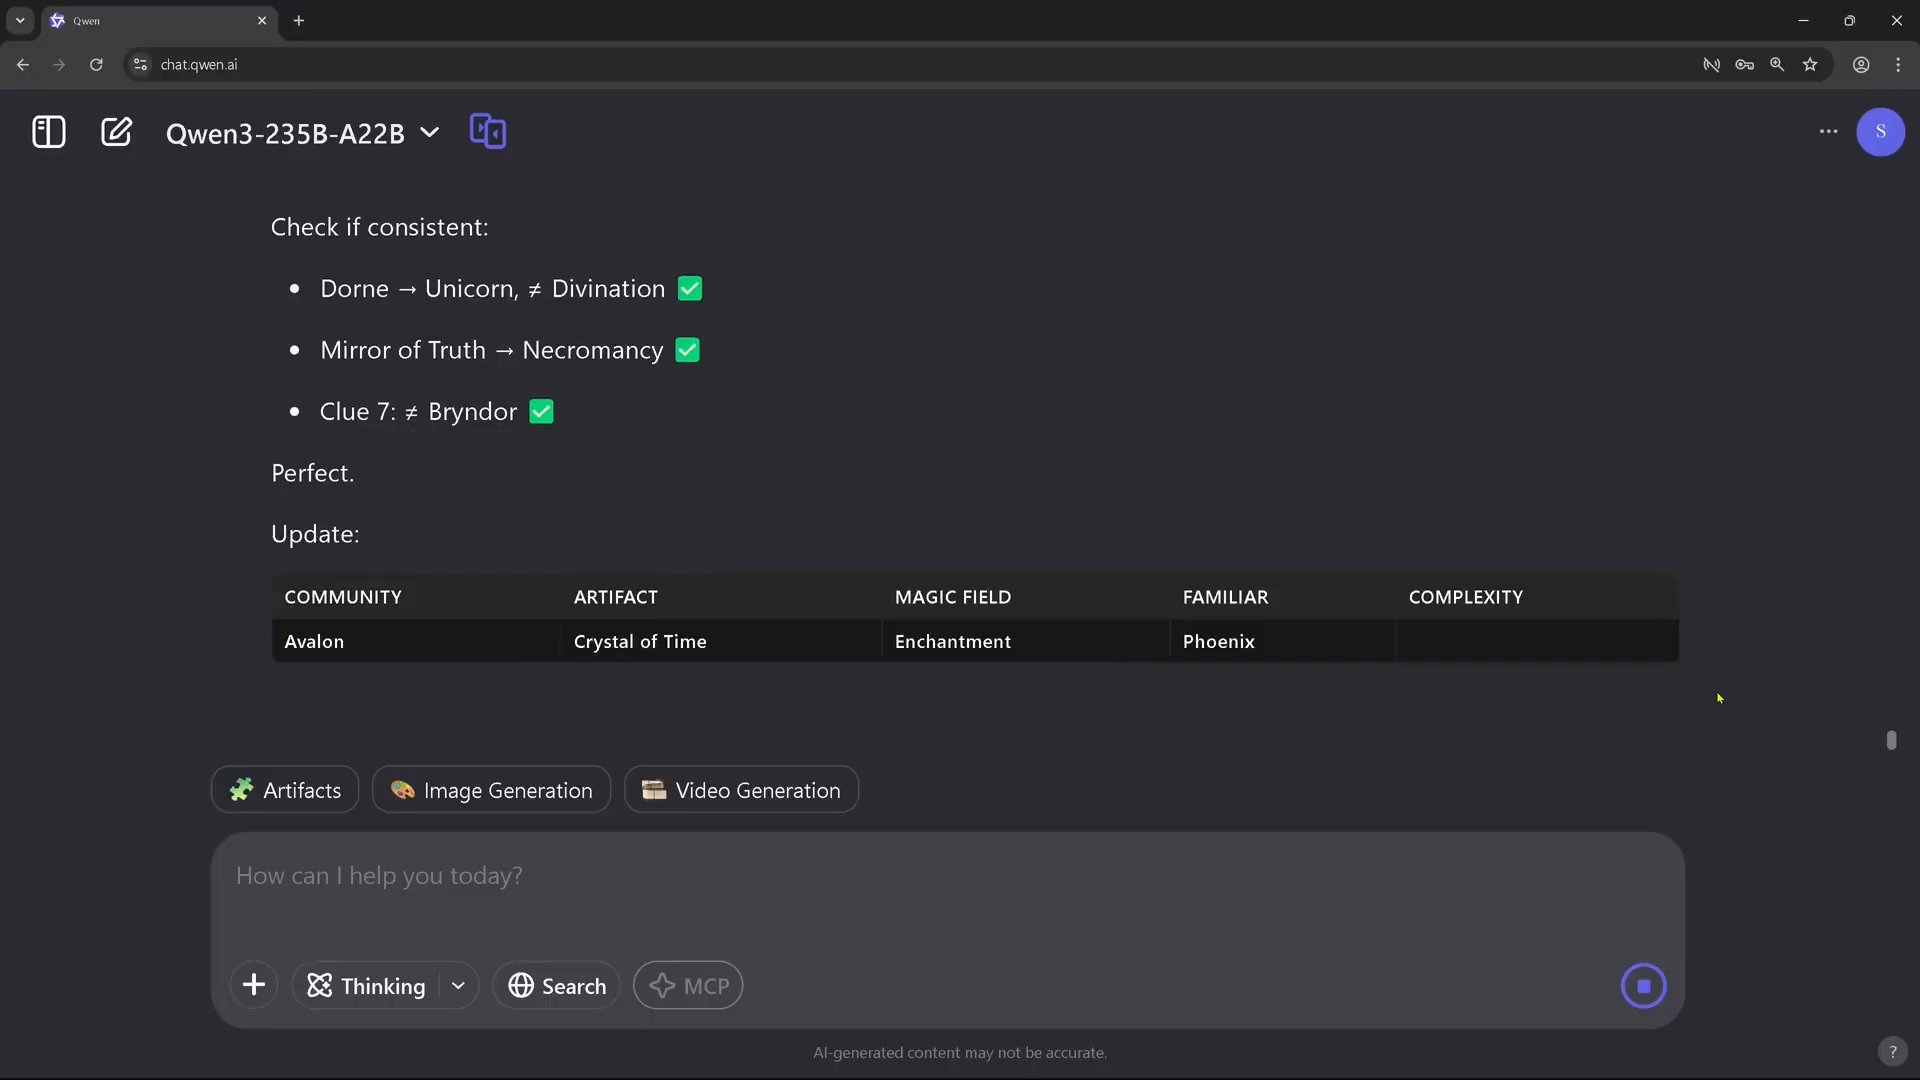 Qwen
chat.qwen.ai
Qwen3-235B-A22B
S
Check if consistent:
• Dorne → Unicorn, ≠ Divination ✅
• Mirror of Truth → Necromancy ✅
• Clue 7: ≠ Bryndor ✅
Perfect.
Update:
COMMUNITY ARTIFACT MAGIC FIELD FAMILIAR COMPLEXITY
Avalon Crystal of Time Enchantment Phoenix
Artifacts Image Generation Video Generation
How can I help you today?
Thinking Search MCP
AI-generated content may not be accurate.
?